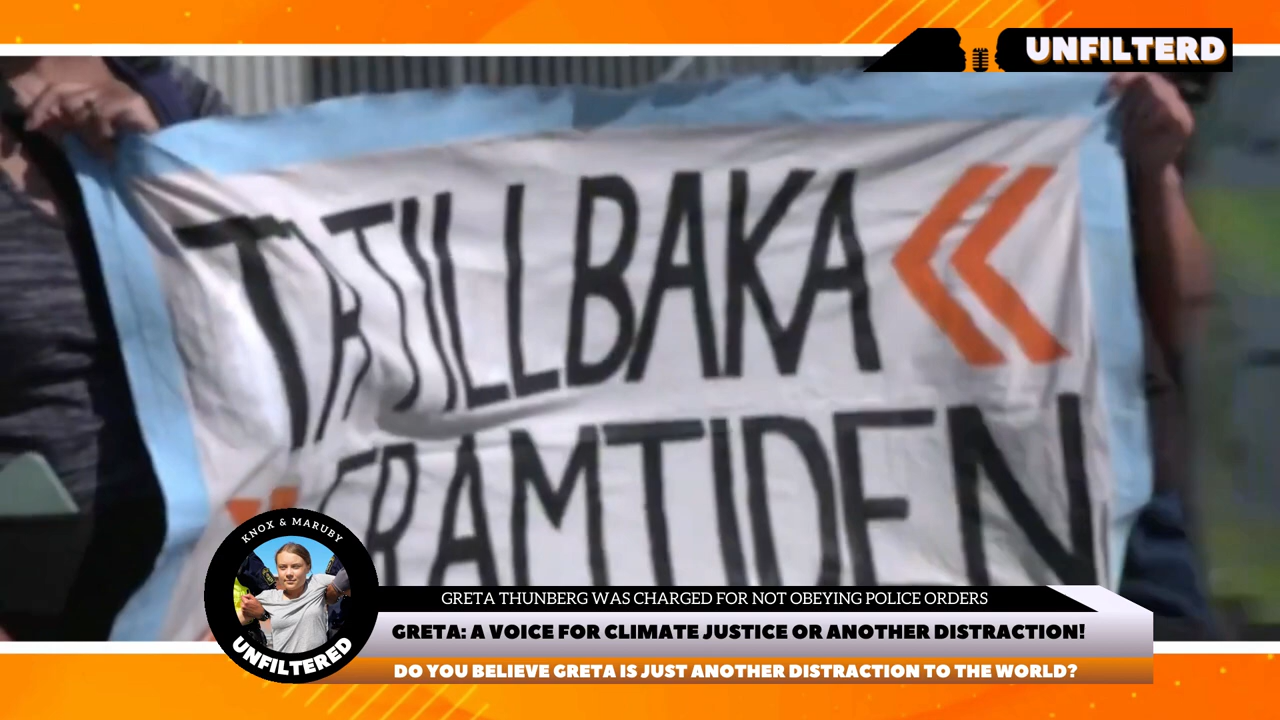 UNFILTERD
TA TILLBAKA
FRAMTIDEN
KNOX & MARUBY
UNFILTERED
GRETA THUNBERG WAS CHARGED FOR NOT OBEYING POLICE ORDERS
GRETA: A VOICE FOR CLIMATE JUSTICE OR ANOTHER DISTRACTION!
DO YOU BELIEVE GRETA IS JUST ANOTHER DISTRACTION TO THE WORLD?